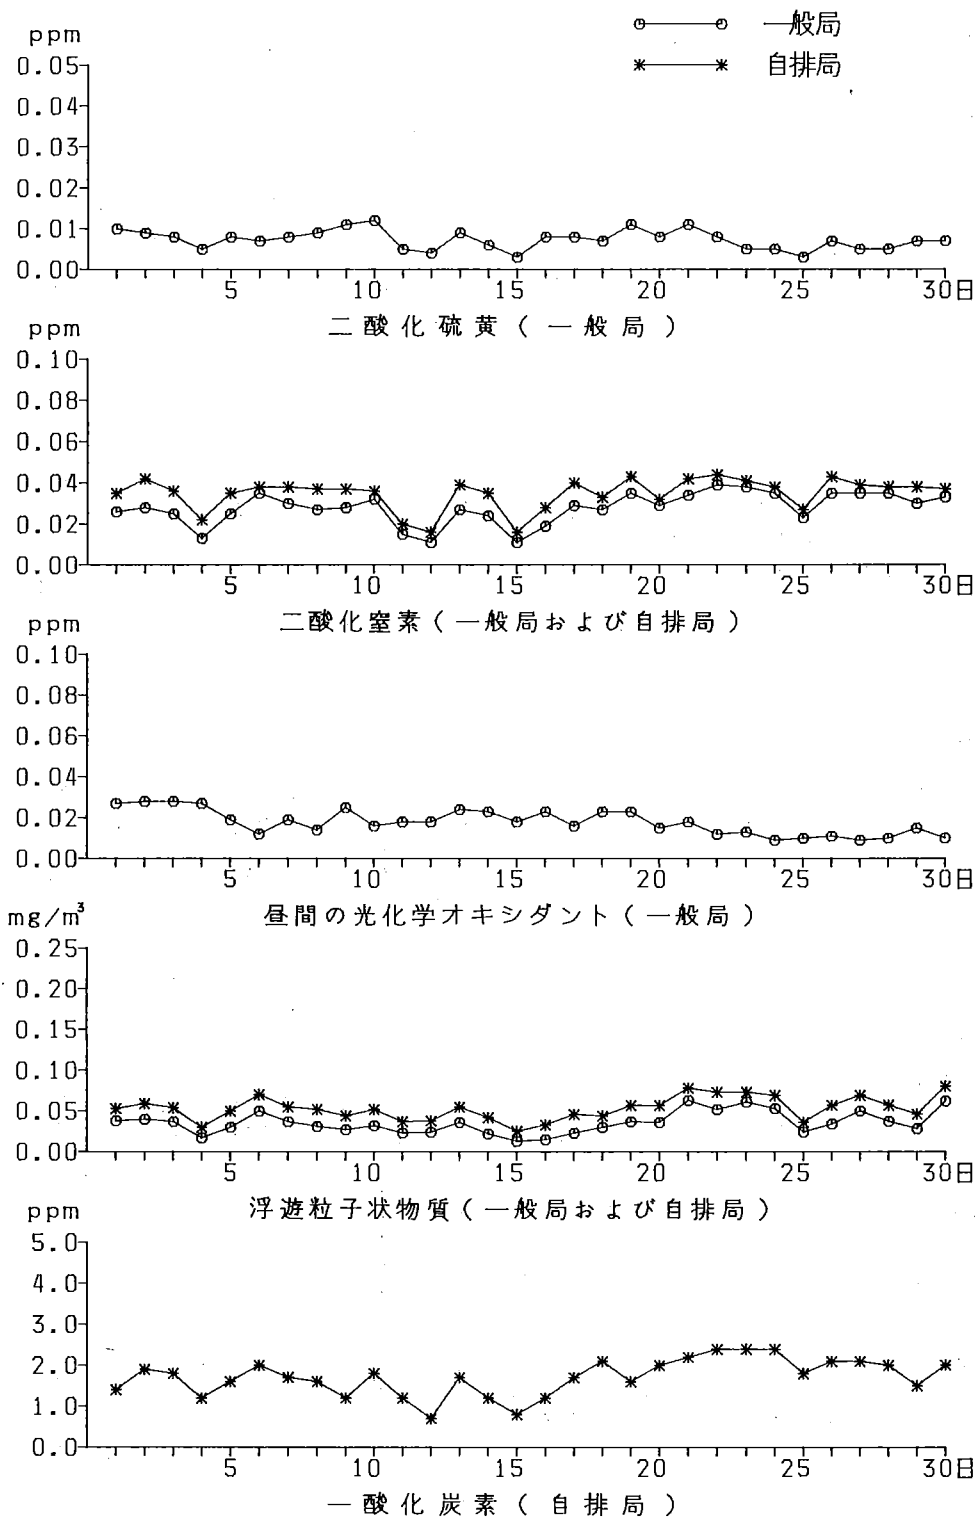 一般局
自排局
ppm
0.05
0.04
0.03
0.02
0.01
0.00
5 10 15 20 25 30日
二酸化硫黄(一般局)
ppm
0.10
0.08
0.06
0.04
0.02
0.00
5 10 15 20 25 30日
二酸化窒素(一般局および自排局)
ppm
0.10
0.08
0.06
0.04
0.02
0.00
5 10 15 20 25 30日
昼間の光化学オキシダント(一般局)
mg/m³
0.25
0.20
0.15
0.10
0.05
0.00
5 10 15 20 25 30日
浮遊粒子状物質(一般局および自排局)
ppm
5.0
4.0
3.0
2.0
1.0
0.0
5 10 15 20 25 30日
一酸化炭素(自排局)